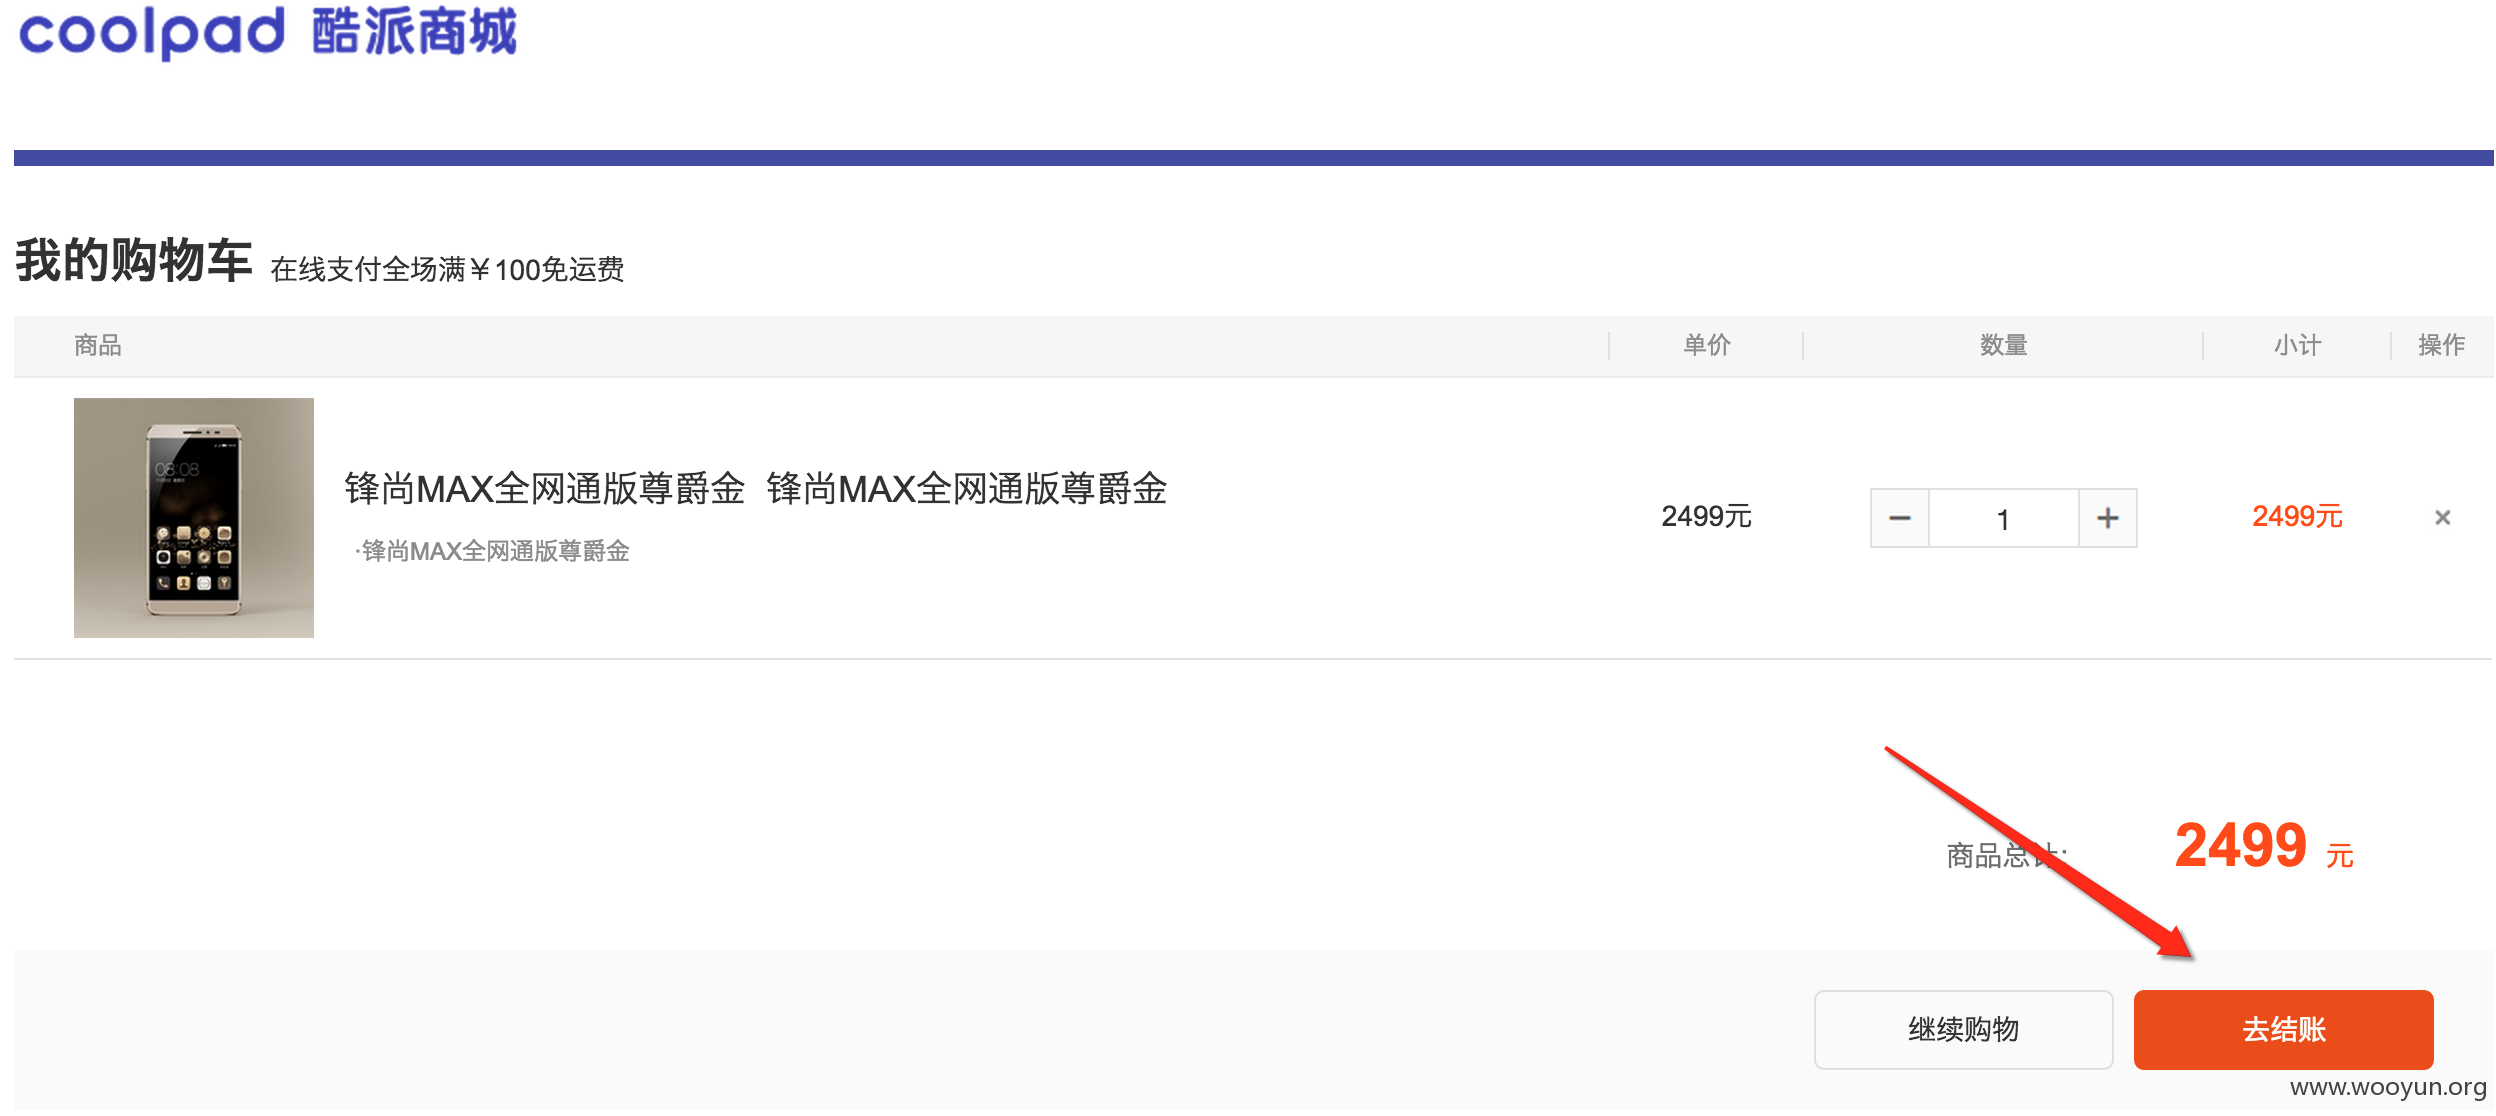 coolpad 酷派商城
我的购物车 在线支付全场满￥100免运费
商品 单价 数量 小计 操作
08:08
锋尚MAX全网通版尊爵金 锋尚MAX全网通版尊爵金
·锋尚MAX全网通版尊爵金
2499元 − 1 + 2499元 ×
商品总计: 2499 元
继续购物 去结账
www.wooyun.org